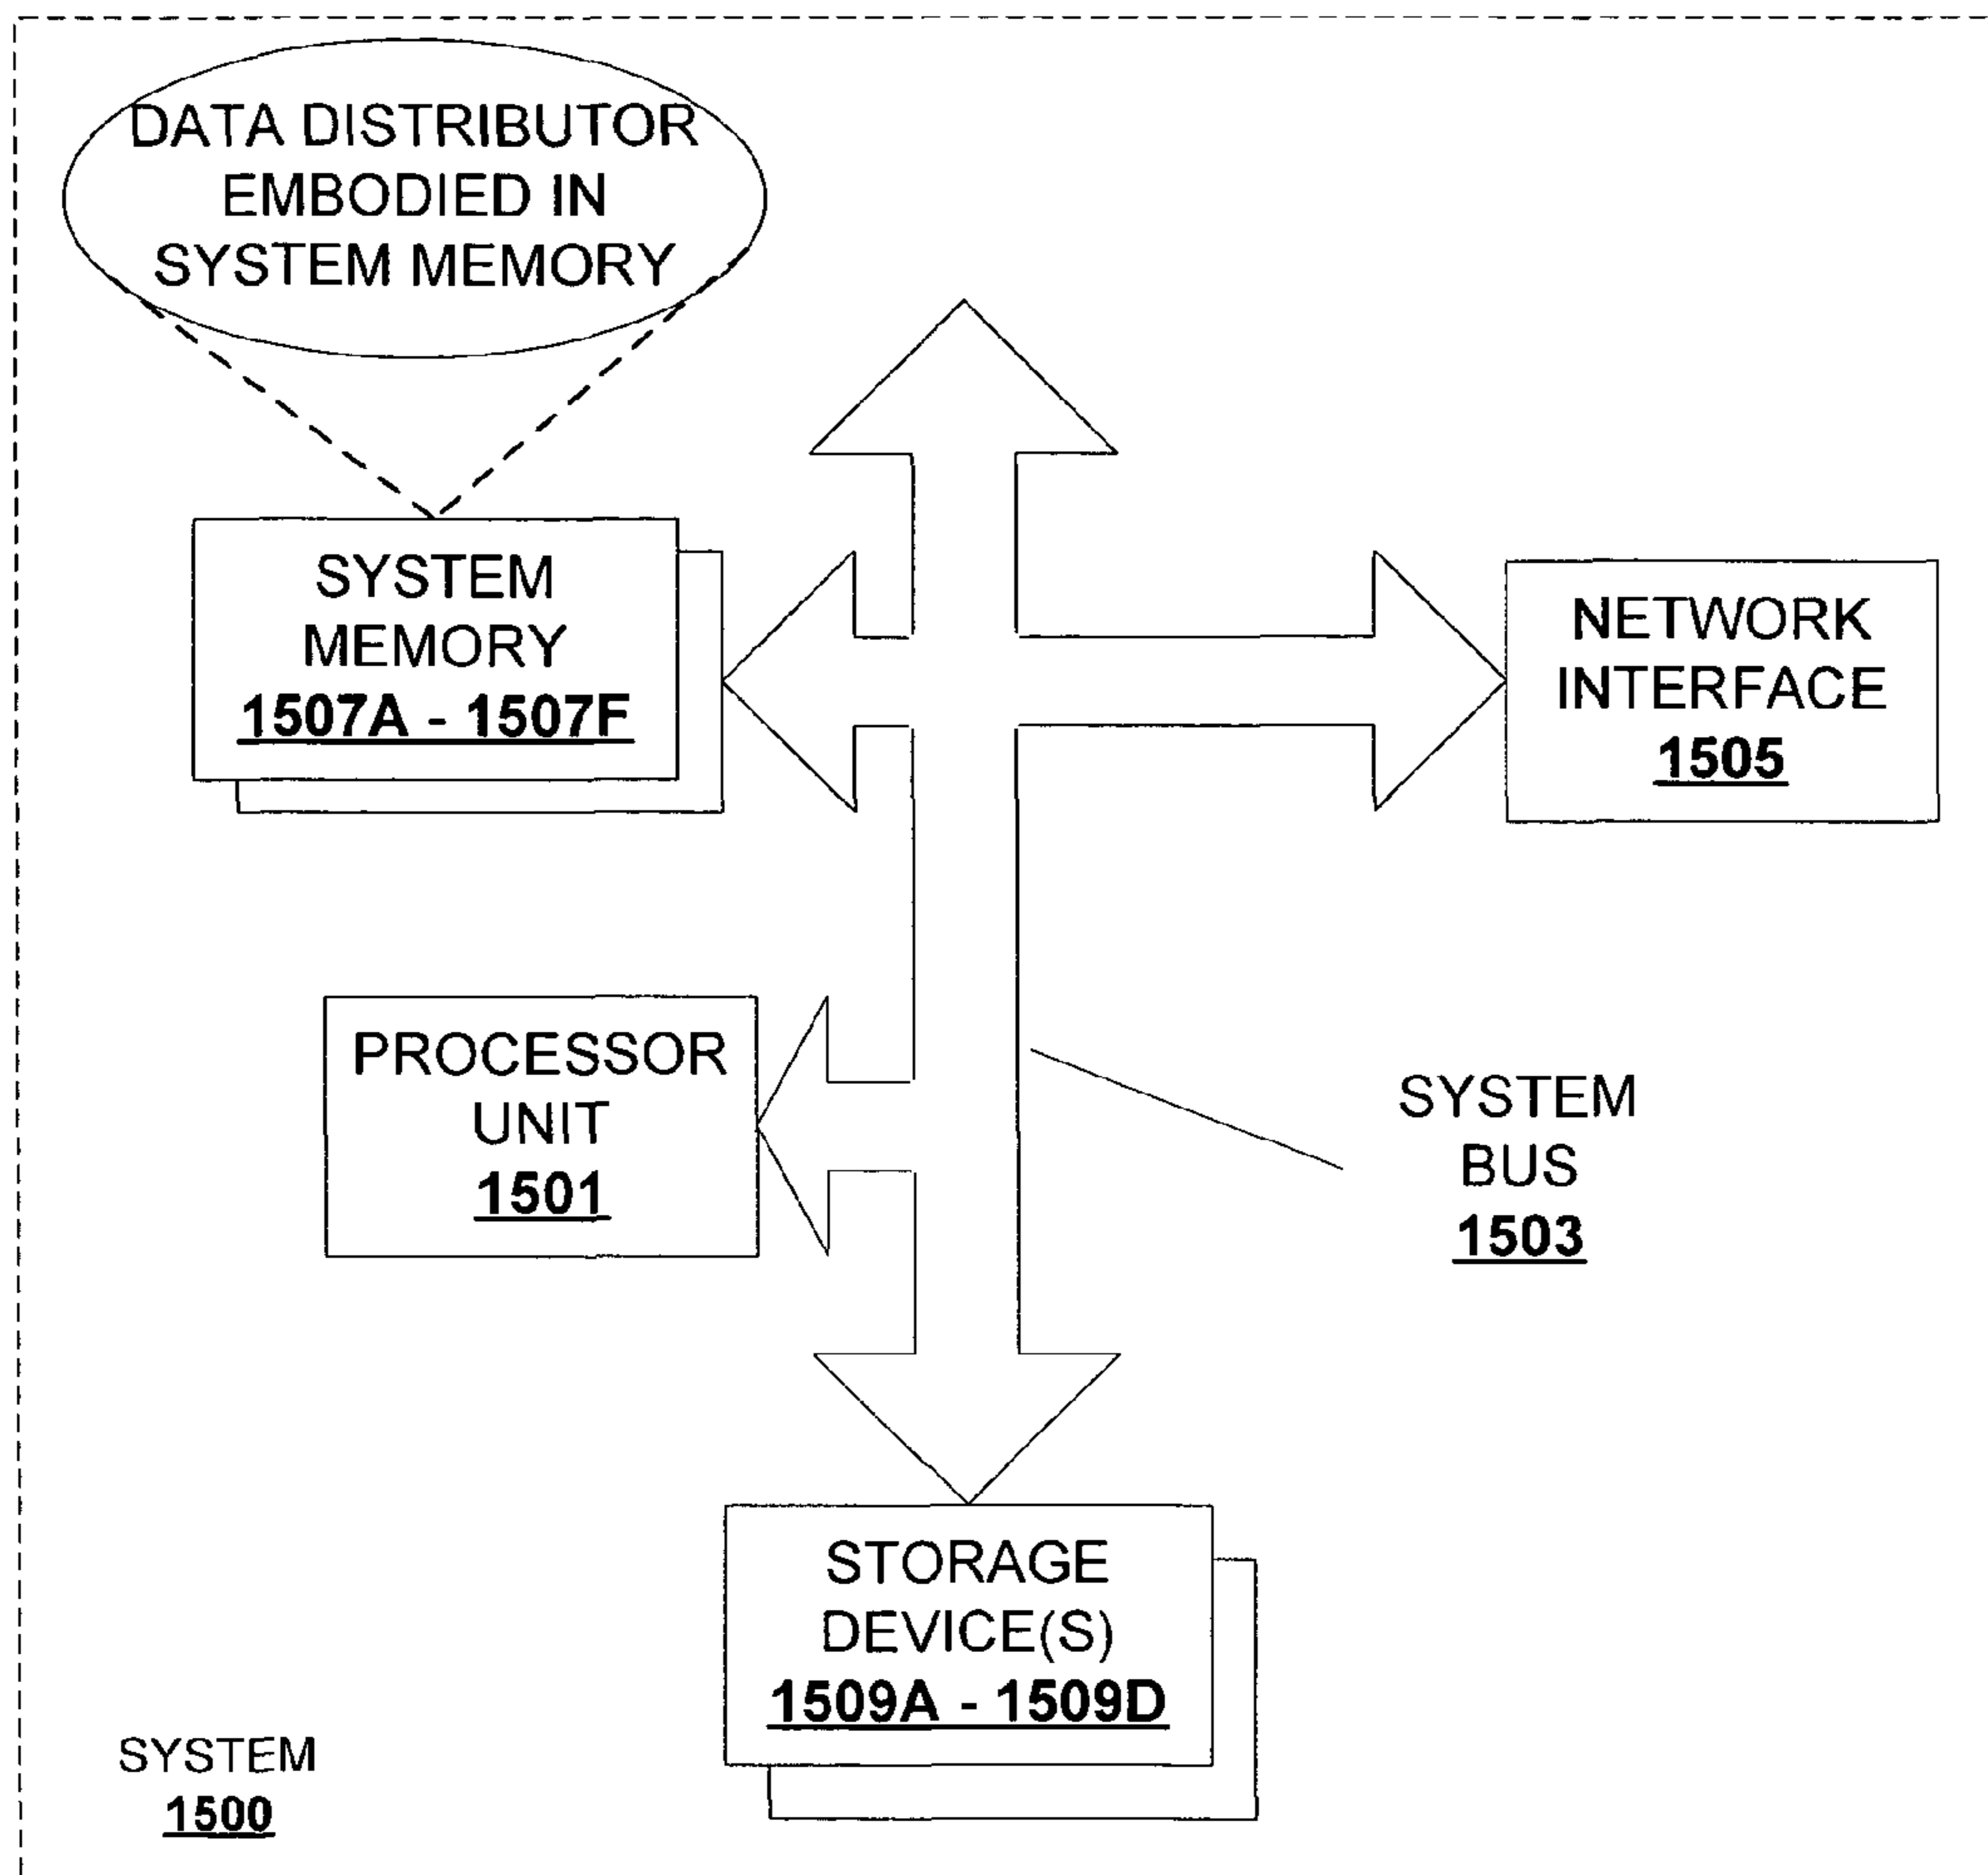 DATA DISTRIBUTOR
EMBODIED IN
SYSTEM MEMORY
SYSTEM
MEMORY
1507A - 1507F
NETWORK
INTERFACE
1505
PROCESSOR
UNIT
1501
SYSTEM
BUS
1503
STORAGE
DEVICE(S)
1509A - 1509D
SYSTEM
1500